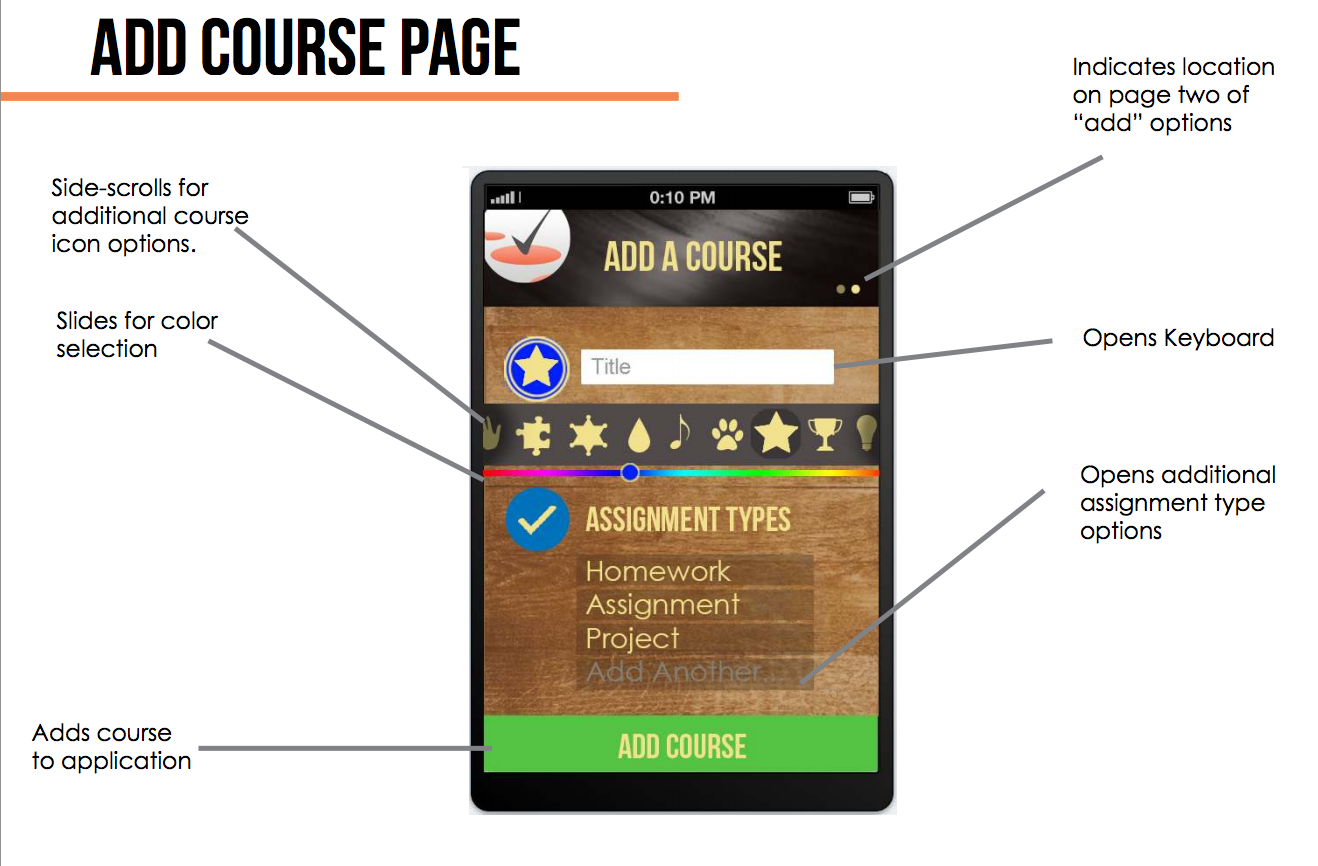 ADD COURSE PAGE
Indicates location
on page two of
“add” options
Side-scrolls for
additional course
icon options.
Slides for color
selection
0:10 PM
ADD A COURSE
Title
Opens Keyboard
ASSIGNMENT TYPES
Homework
Assignment
Project
Add Another...
Opens additional
assignment type
options
Adds course
to application
ADD COURSE